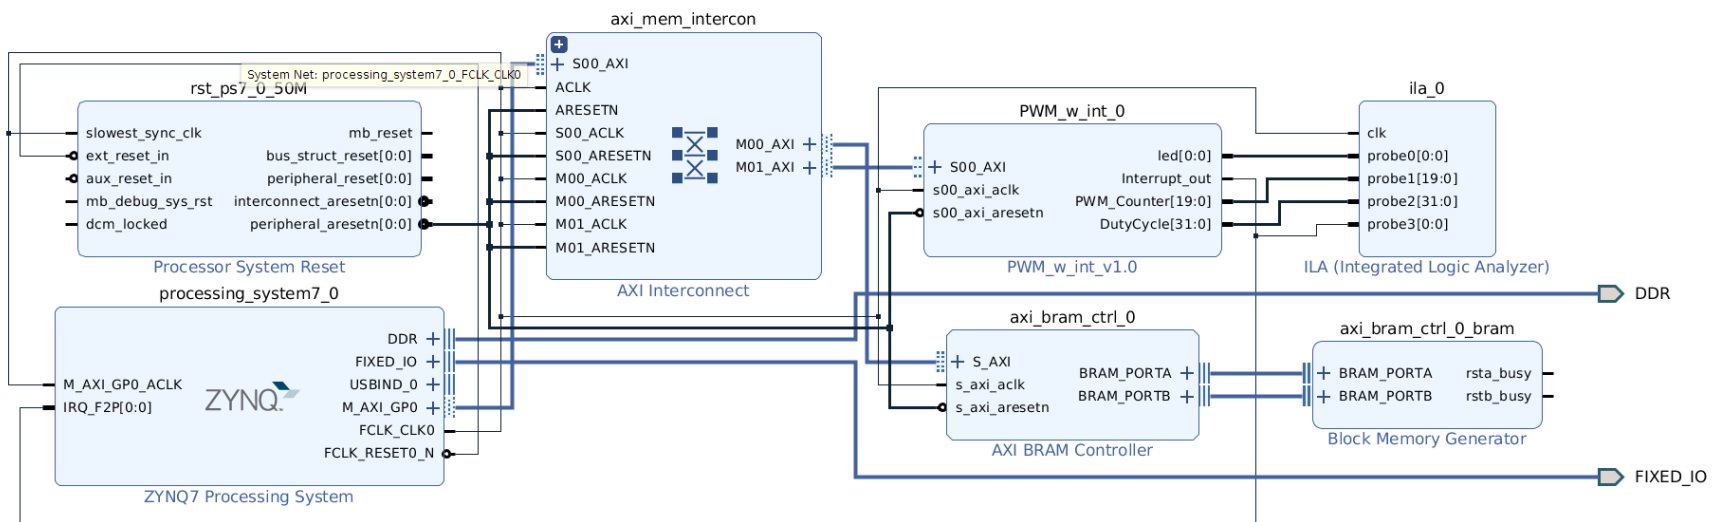 axi_mem_intercon
S00_AXI
ACLK
ARESETN
S00_ACLK
S00_ARESETN
M00_ACLK
M00_ARESETN
M01_ACLK
M01_ARESETN
M00_AXI
M01_AXI
AXI Interconnect
System Net: processing_system7_0_FCLK_CLK0
rst_ps7_0_50M
slowest_sync_clk
ext_reset_in
aux_reset_in
mb_debug_sys_rst
dcm_locked
mb_reset
bus_struct_reset[0:0]
peripheral_reset[0:0]
interconnect_aresetn[0:0]
peripheral_aresetn[0:0]
Processor System Reset
processing_system7_0
M_AXI_GP0_ACLK
IRQ_F2P[0:0]
ZYNQ
DDR
FIXED_IO
USBIND_0
M_AXI_GP0
FCLK_CLK0
FCLK_RESET0_N
ZYNQ7 Processing System
PWM_w_int_0
S00_AXI
s00_axi_aclk
s00_axi_aresetn
led[0:0]
Interrupt_out
PWM_Counter[19:0]
DutyCycle[31:0]
PWM_w_int_v1.0
ila_0
clk
probe0[0:0]
probe1[19:0]
probe2[31:0]
probe3[0:0]
ILA (Integrated Logic Analyzer)
DDR
axi_bram_ctrl_0
S_AXI
s_axi_aclk
s_axi_aresetn
BRAM_PORTA
BRAM_PORTB
AXI BRAM Controller
axi_bram_ctrl_0_bram
BRAM_PORTA
BRAM_PORTB
rsta_busy
rstb_busy
Block Memory Generator
FIXED_IO